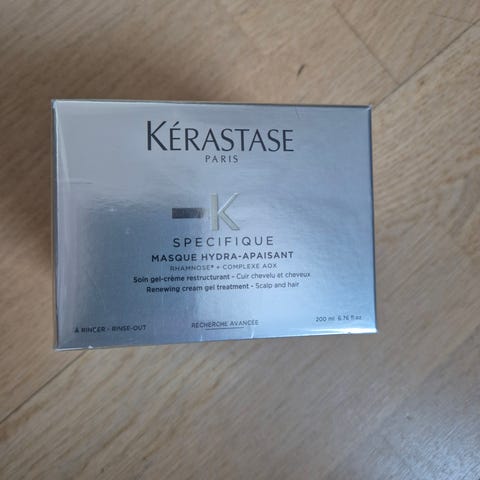 KÉRASTASE
PARIS
K
SPECIFIQUE
MASQUE HYDRA-APAISANT
RHAMNOSE* + COMPLEXE AOX
Soin gel-crème restructurant - Cuir chevelu et cheveux
Renewing cream gel treatment - Scalp and hair
À RINCER - RINSE-OUT
RECHERCHE AVANCÉE
200 ml 6.76 fl.oz